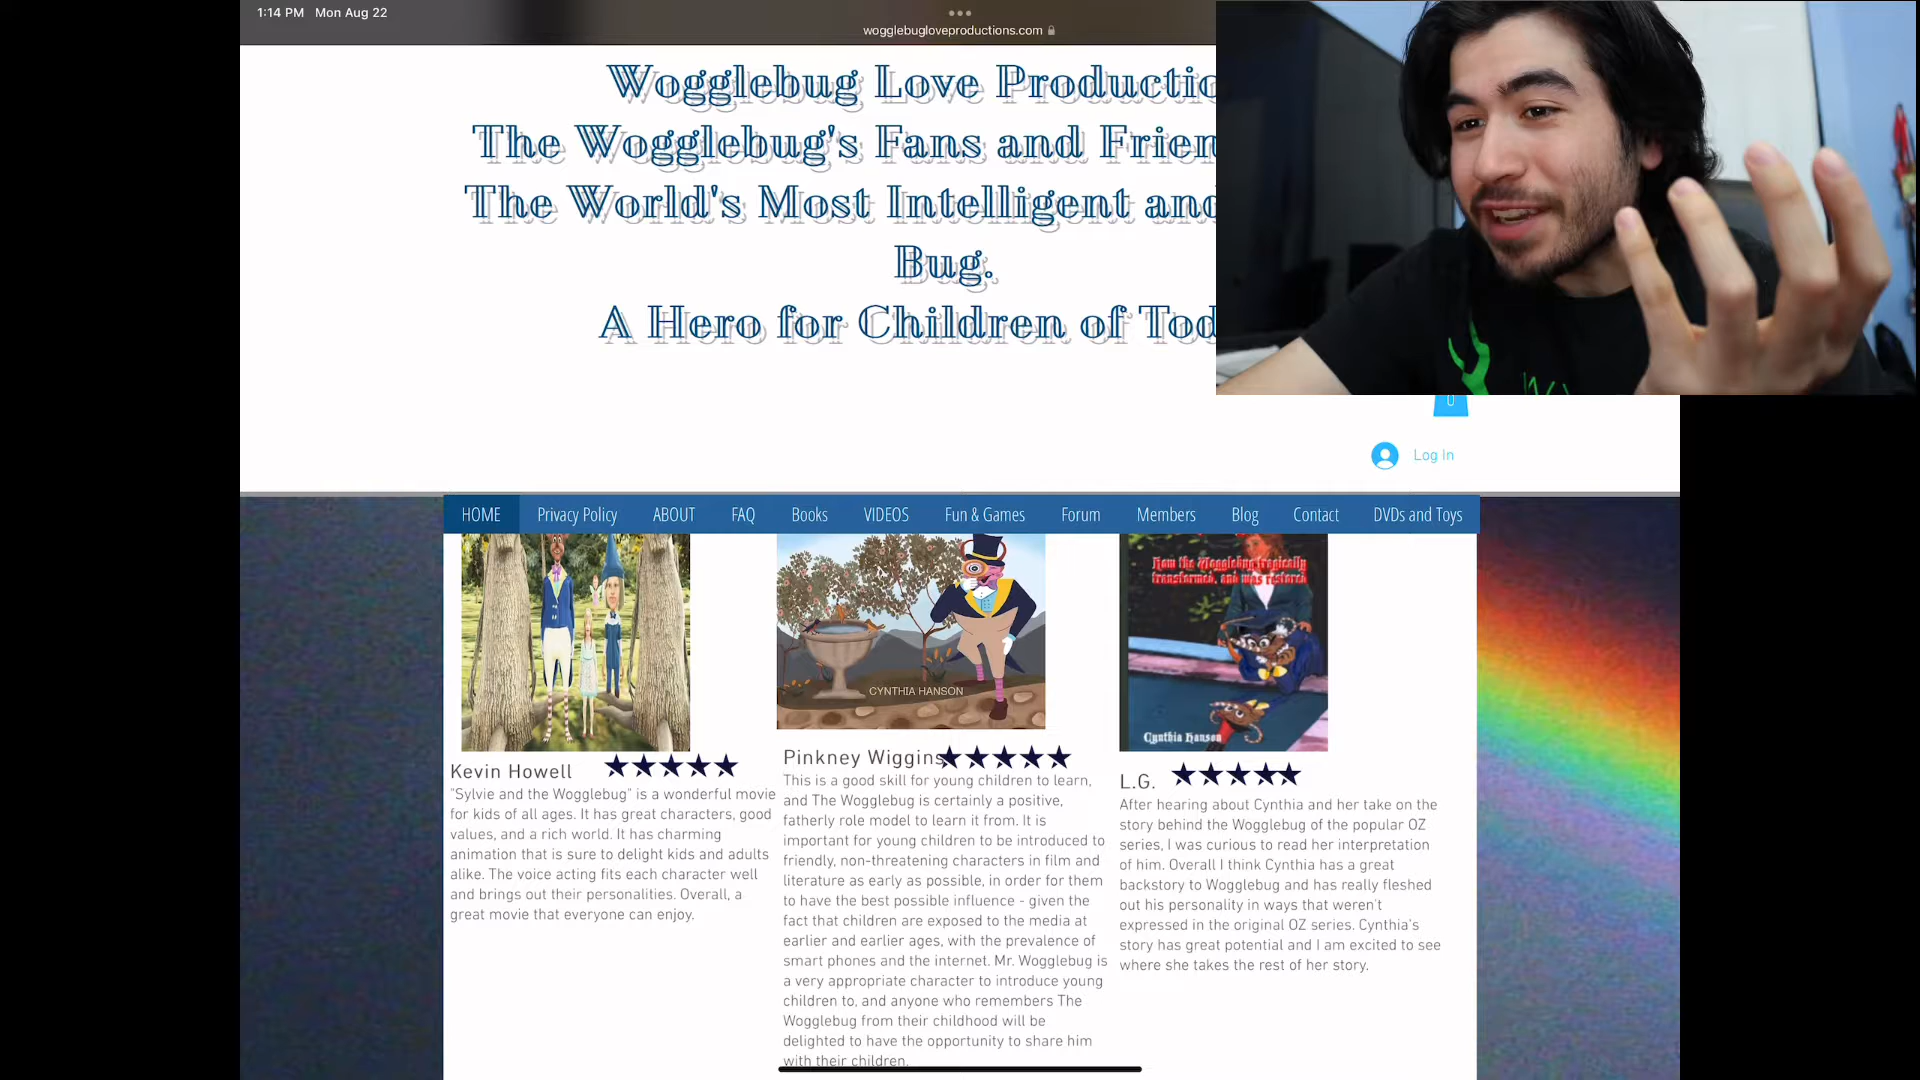 1:14 PM Mon Aug 22
wogglebugloveproductions.com
Wogglebug Love Productio
The Wogglebug's Fans and Frien
The World's Most Intelligent and
Bug.
A Hero for Children of Tod
0
Log In
HOME Privacy Policy ABOUT FAQ Books VIDEOS Fun & Games Forum Members Blog Contact DVDs and Toys
CYNTHIA HANSON
How the Wogglebug tragically
transformed, and was restored
Cynthia Hanson
Kevin Howell
"Sylvie and the Wogglebug" is a wonderful movie
for kids of all ages. It has great characters, good
values, and a rich world. It has charming
animation that is sure to delight kids and adults
alike. The voice acting fits each character well
and brings out their personalities. Overall, a
great movie that everyone can enjoy.
Pinkney Wiggins
This is a good skill for young children to learn,
and The Wogglebug is certainly a positive,
fatherly role model to learn it from. It is
important for young children to be introduced to
friendly, non-threatening characters in film and
literature as early as possible, in order for them
to have the best possible influence - given the
fact that children are exposed to the media at
earlier and earlier ages, with the prevalence of
smart phones and the internet. Mr. Wogglebug is
a very appropriate character to introduce young
children to, and anyone who remembers The
Wogglebug from their childhood will be
delighted to have the opportunity to share him
with their children.
L.G.
After hearing about Cynthia and her take on the
story behind the Wogglebug of the popular OZ
series, I was curious to read her interpretation
of him. Overall I think Cynthia has a great
backstory to Wogglebug and has really fleshed
out his personality in ways that weren't
expressed in the original OZ series. Cynthia's
story has great potential and I am excited to see
where she takes the rest of her story.